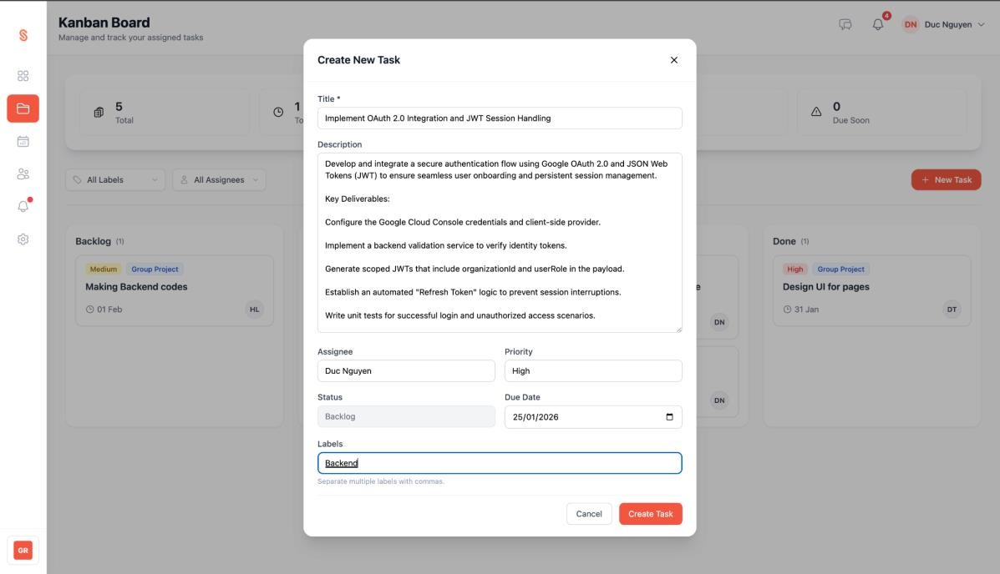 Kanban Board
Manage and track your assigned tasks
4
DN Duc Nguyen
5
Total
1
To
0
Due Soon
All Labels
All Assignees
+ New Task
Backlog (1)
Medium Group Project
Making Backend codes
01 Feb HL
e
DN
DN
Done (1)
High Group Project
Design UI for pages
31 Jan DT
GR
Create New Task
Title *
Implement OAuth 2.0 Integration and JWT Session Handling
Description
Develop and integrate a secure authentication flow using Google OAuth 2.0 and JSON Web
Tokens (JWT) to ensure seamless user onboarding and persistent session management.
Key Deliverables:
Configure the Google Cloud Console credentials and client-side provider.
Implement a backend validation service to verify identity tokens.
Generate scoped JWTs that include organizationId and userRole in the payload.
Establish an automated "Refresh Token" logic to prevent session interruptions.
Write unit tests for successful login and unauthorized access scenarios.
Assignee Priority
Duc Nguyen High
Status Due Date
Backlog 25/01/2026
Labels
Backend
Separate multiple labels with commas.
Cancel Create Task